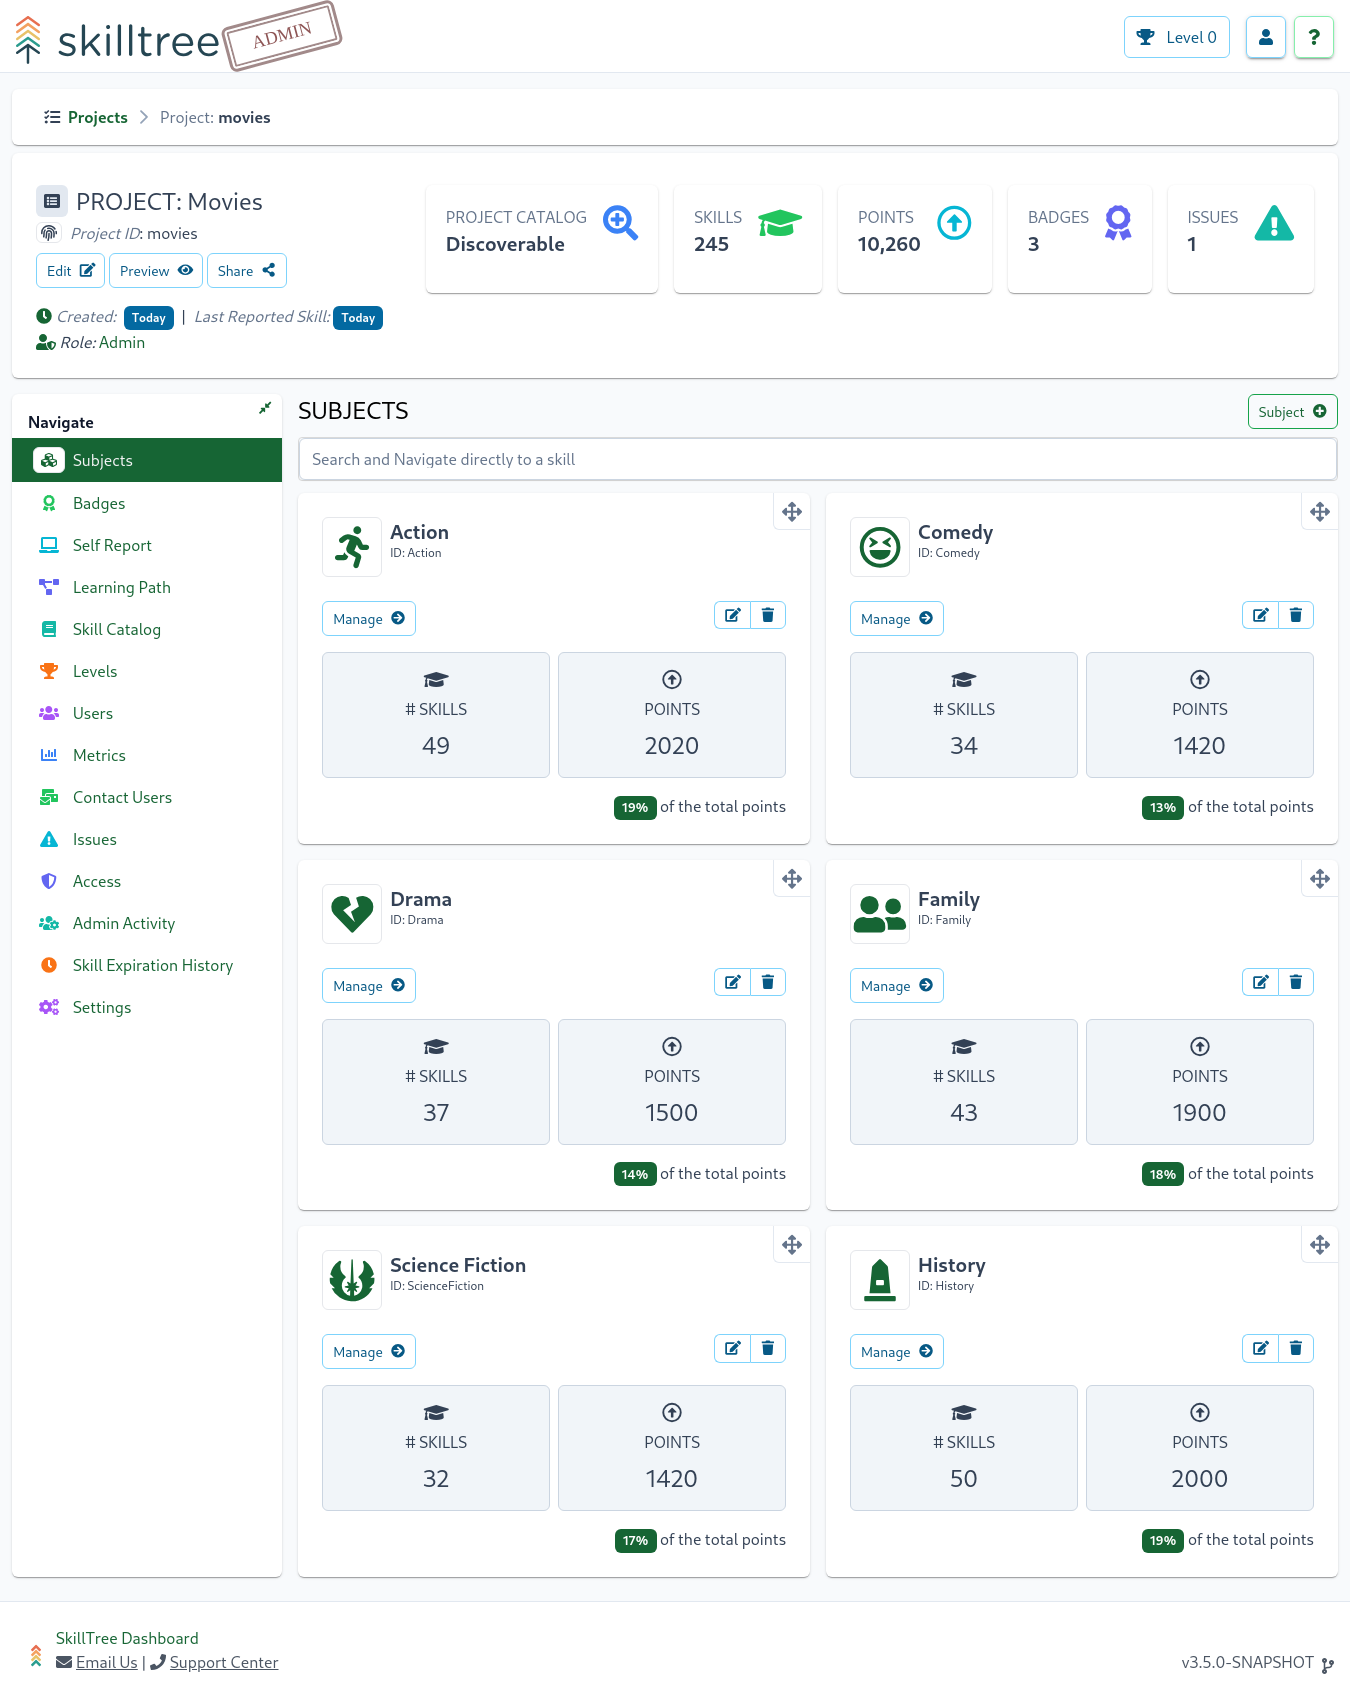 skilltree
ADMIN
Level 0
?
Projects
Project: movies
PROJECT: Movies
Project ID: movies
Edit
Preview
Share
Created: Today | Last Reported Skill: Today
Role: Admin
PROJECT CATALOG
Discoverable
SKILLS
245
POINTS
10,260
BADGES
3
ISSUES
1
Navigate
Subjects
Badges
Self Report
Learning Path
Skill Catalog
Levels
Users
Metrics
Contact Users
Issues
Access
Admin Activity
Skill Expiration History
Settings
SUBJECTS
Subject
Search and Navigate directly to a skill
Action
ID: Action
Manage
# SKILLS
49
POINTS
2020
19% of the total points
Comedy
ID: Comedy
Manage
# SKILLS
34
POINTS
1420
13% of the total points
Drama
ID: Drama
Manage
# SKILLS
37
POINTS
1500
14% of the total points
Family
ID: Family
Manage
# SKILLS
43
POINTS
1900
18% of the total points
Science Fiction
ID: ScienceFiction
Manage
# SKILLS
32
POINTS
1420
17% of the total points
History
ID: History
Manage
# SKILLS
50
POINTS
2000
19% of the total points
SkillTree Dashboard
Email Us | Support Center
v3.5.0-SNAPSHOT